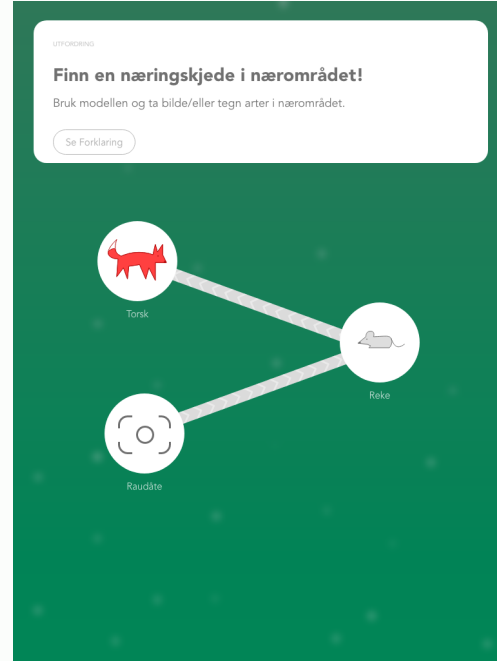 UTFORDRING
Finn en næringskjede i nærområdet!
Bruk modellen og ta bilde/eller tegn arter i nærområdet.
Se Forklaring
Torsk
Reke
Raudåte